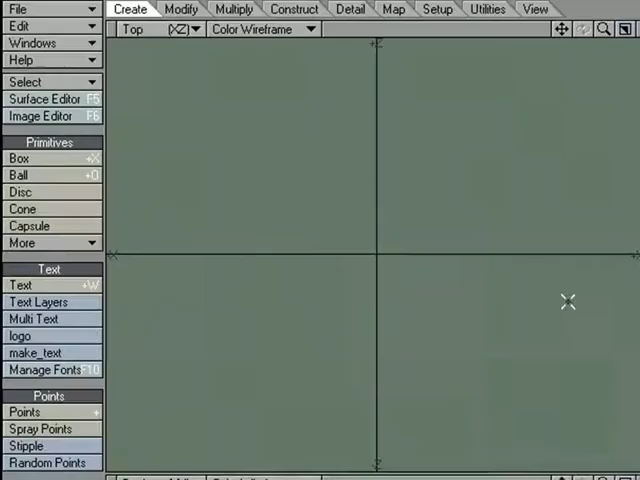 File
Edit
Windows
Help
Select
Surface Editor F5
Image Editor F6
Primitives
Box +X
Ball +O
Disc
Cone
Capsule
More
Text
Text +W
Text Layers
Multi Text
logo
make_text
Manage Fonts F10
Points
Points +
Spray Points
Stipple
Random Points
Create Modify Multiply Construct Detail Map Setup Utilities View
Top (XZ) Color Wireframe
+Z
-X